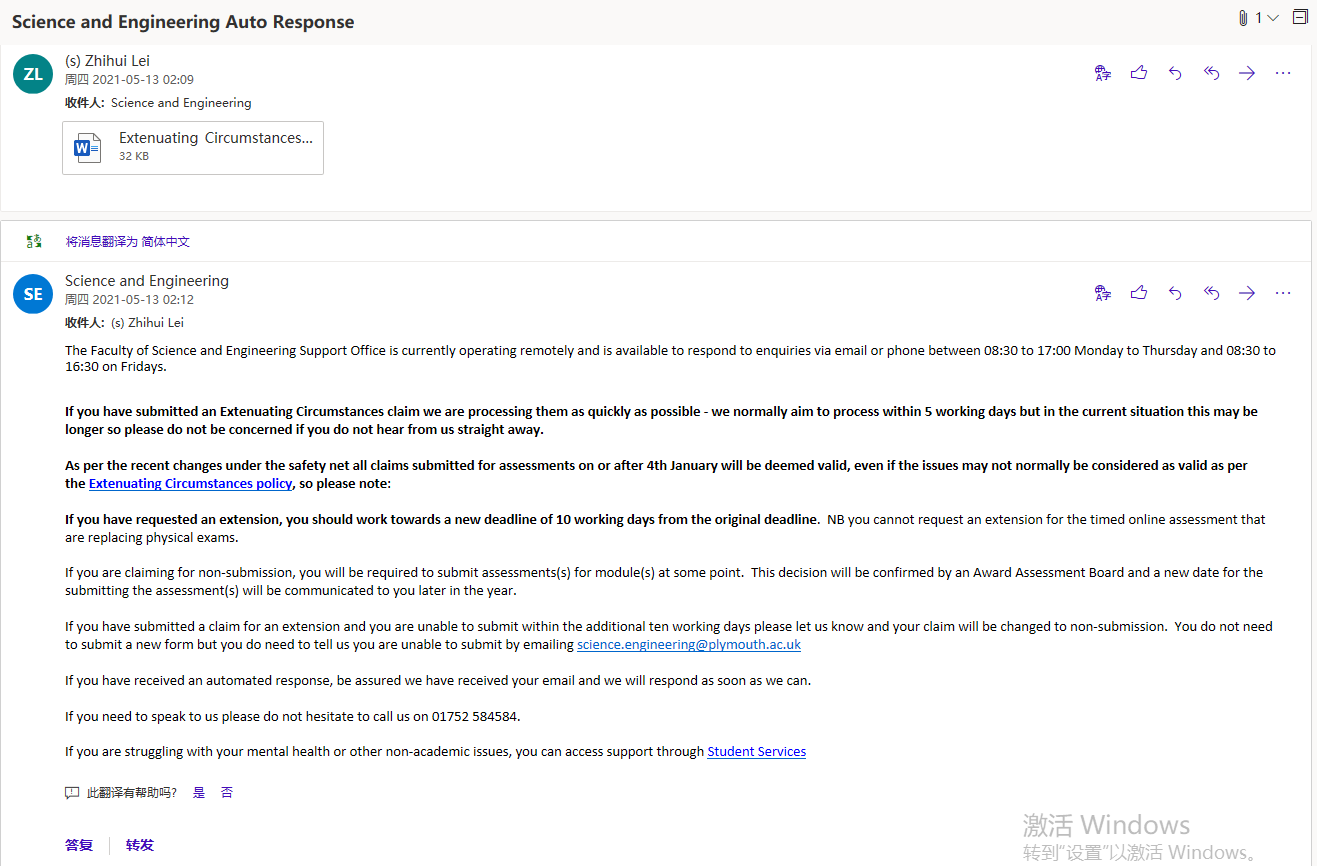 Science and Engineering Auto Response
1
ZL
(s) Zhihui Lei
周四 2021-05-13 02:09
收件人: Science and Engineering
Extenuating Circumstances...
32 KB
将消息翻译为 简体中文
SE
Science and Engineering
周四 2021-05-13 02:12
收件人: (s) Zhihui Lei
The Faculty of Science and Engineering Support Office is currently operating remotely and is available to respond to enquiries via email or phone between 08:30 to 17:00 Monday to Thursday and 08:30 to
16:30 on Fridays.
If you have submitted an Extenuating Circumstances claim we are processing them as quickly as possible - we normally aim to process within 5 working days but in the current situation this may be
longer so please do not be concerned if you do not hear from us straight away.
As per the recent changes under the safety net all claims submitted for assessments on or after 4th January will be deemed valid, even if the issues may not normally be considered as valid as per
the Extenuating Circumstances policy, so please note:
If you have requested an extension, you should work towards a new deadline of 10 working days from the original deadline.  NB you cannot request an extension for the timed online assessment that
are replacing physical exams.
If you are claiming for non-submission, you will be required to submit assessments(s) for module(s) at some point.  This decision will be confirmed by an Award Assessment Board and a new date for the
submitting the assessment(s) will be communicated to you later in the year.
If you have submitted a claim for an extension and you are unable to submit within the additional ten working days please let us know and your claim will be changed to non-submission.  You do not need
to submit a new form but you do need to tell us you are unable to submit by emailing science.engineering@plymouth.ac.uk
If you have received an automated response, be assured we have received your email and we will respond as soon as we can.
If you need to speak to us please do not hesitate to call us on 01752 584584.
If you are struggling with your mental health or other non-academic issues, you can access support through Student Services
此翻译有帮助吗? 是 否
答复 转发
激活 Windows
转到"设置"以激活 Windows。